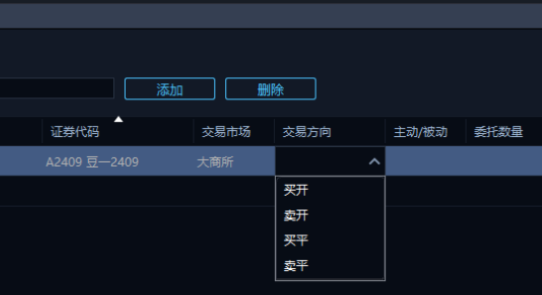 添加 删除
证券代码 交易市场 交易方向 主动/被动 委托数量
A2409 豆一2409 大商所
买开
卖开
买平
卖平